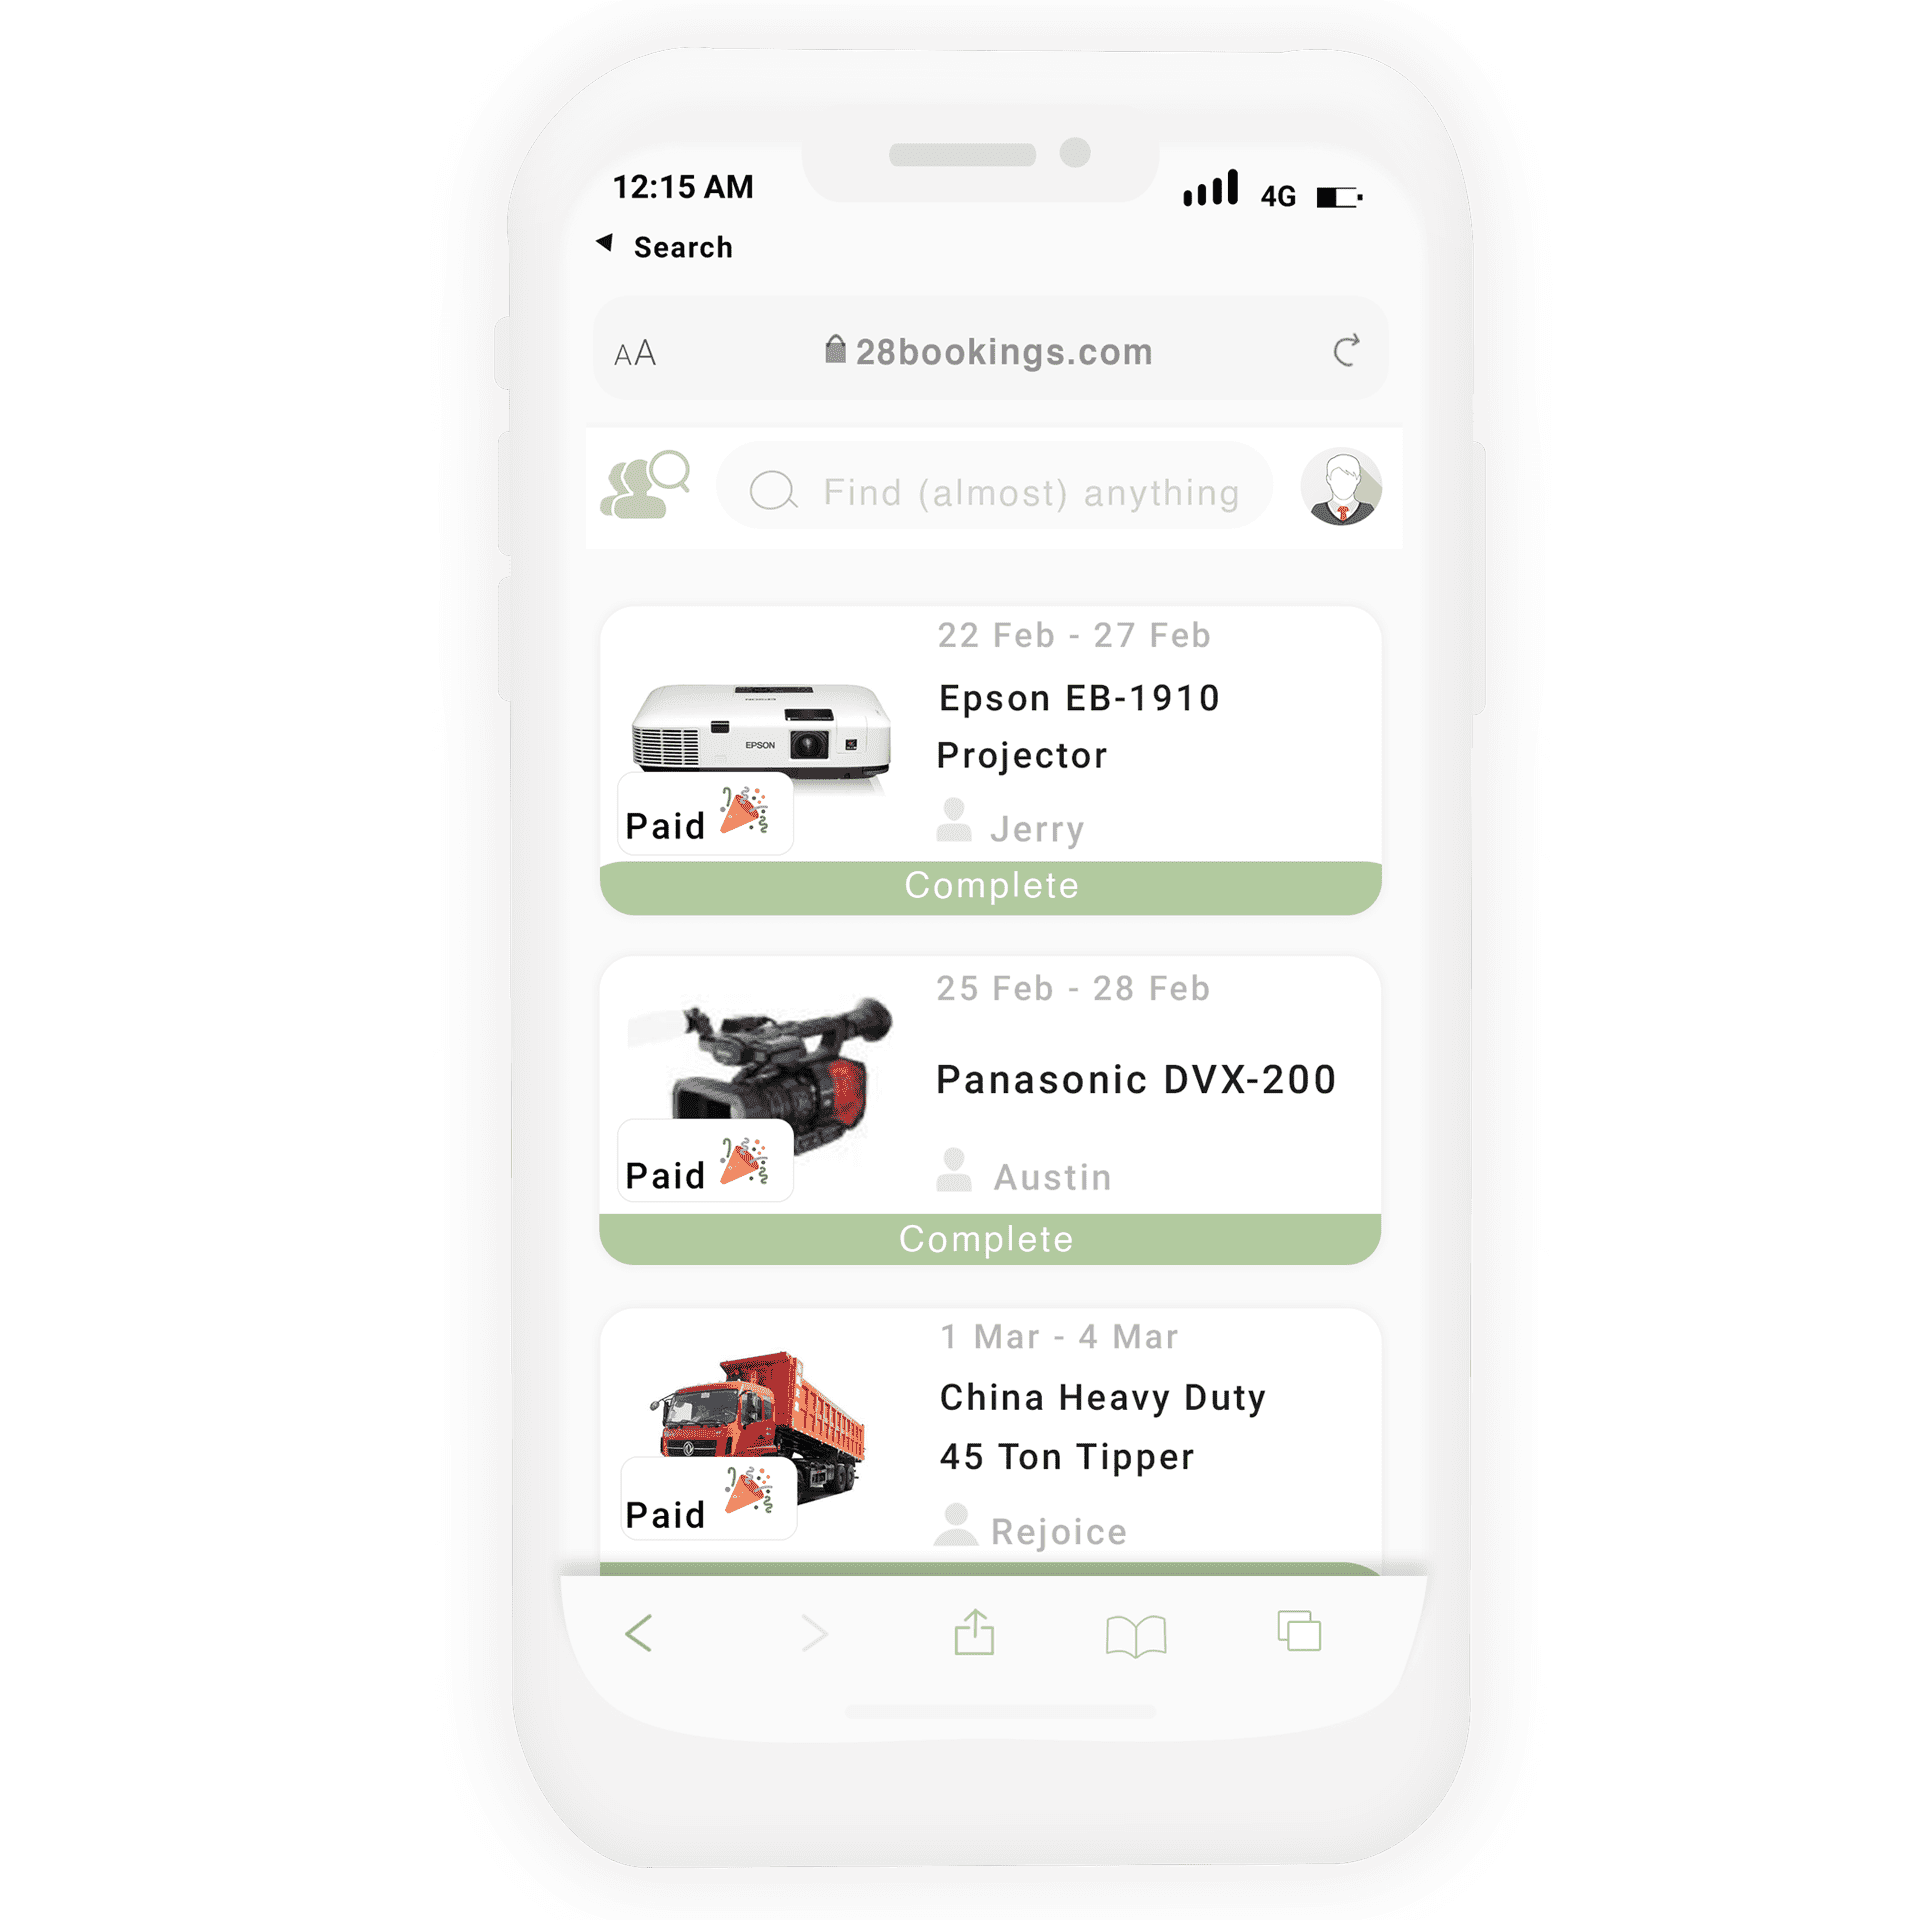 12:15 AM
4G
Search
AA
28bookings.com
Find (almost) anything
22 Feb - 27 Feb
Epson EB-1910
Projector
EPSON
Paid
Jerry
Complete
25 Feb - 28 Feb
Panasonic DVX-200
Paid
Austin
Complete
1 Mar - 4 Mar
China Heavy Duty
45 Ton Tipper
Paid
Rejoice